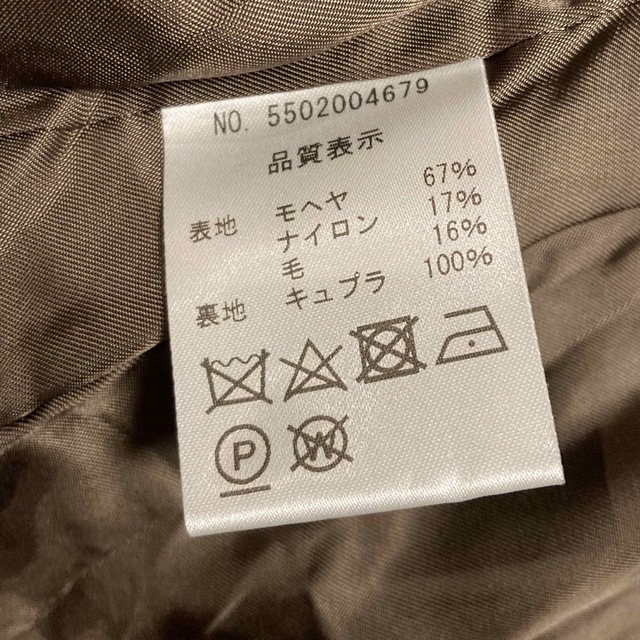 NO. 5502004679
品質表示
表地 モヘヤ 67%
ナイロン 17%
毛 16%
裏地 キュプラ 100%
P W